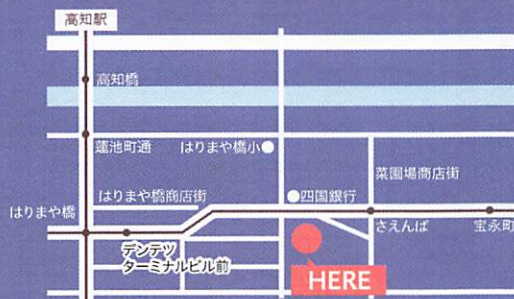 高知駅
高知橋
蓮池町通
はりまや橋小
菜園場商店街
はりまや橋商店街
四国銀行
はりまや橋
さえんば
宝永町
デンテツ
ターミナルビル前
HERE